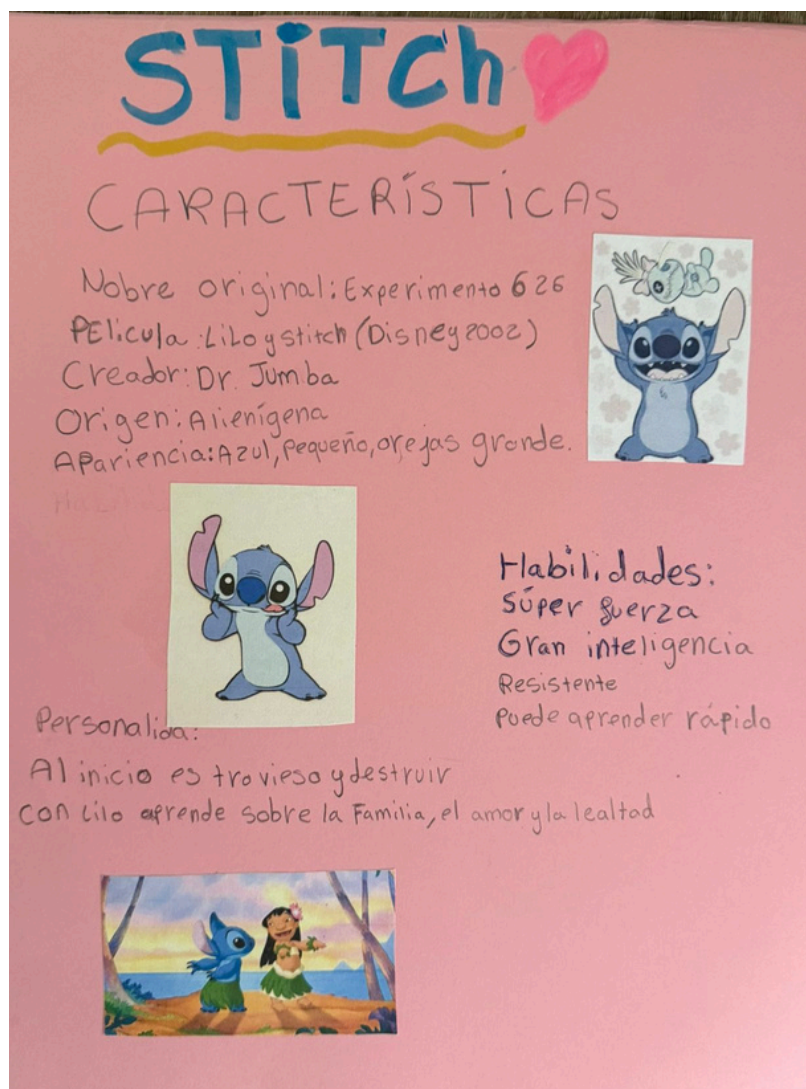 STiTCh
CARACTERÍSTiCAS
Nobre original: Experimento 626
PElicula: Lilo y stitch (Disney 2002)
Creador: Dr. Jumba
Origen: Alienígena
Apariencia: Azul, Pequeño, orejas grande.
Habilidades:
Súper fuerza
Gran inteligencia
Resistente
Puede aprender rápido
Personalida:
Al inicio es travieso y destruir
con Lilo aprende sobre la Familia, el amor y la lealtad